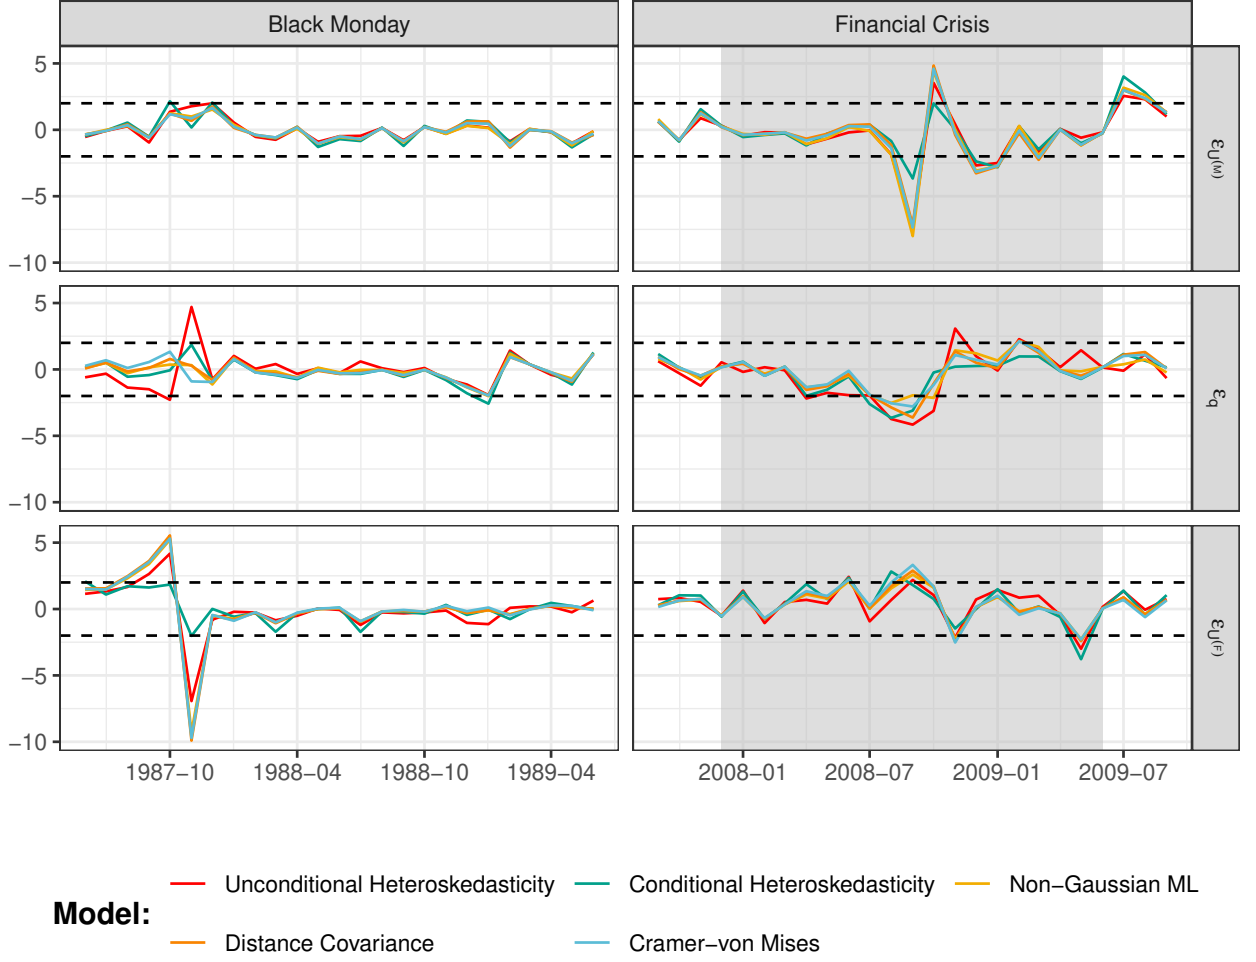 Black Monday Financial Crisis
5
0
−5
−10
εU(M)
5
0
−5
−10
εq
5
0
−5
−10
εU(F)
1987−10 1988−04 1988−10 1989−04 2008−01 2008−07 2009−01 2009−07
Model:
Unconditional Heteroskedasticity Conditional Heteroskedasticity Non−Gaussian ML
Distance Covariance Cramer−von Mises